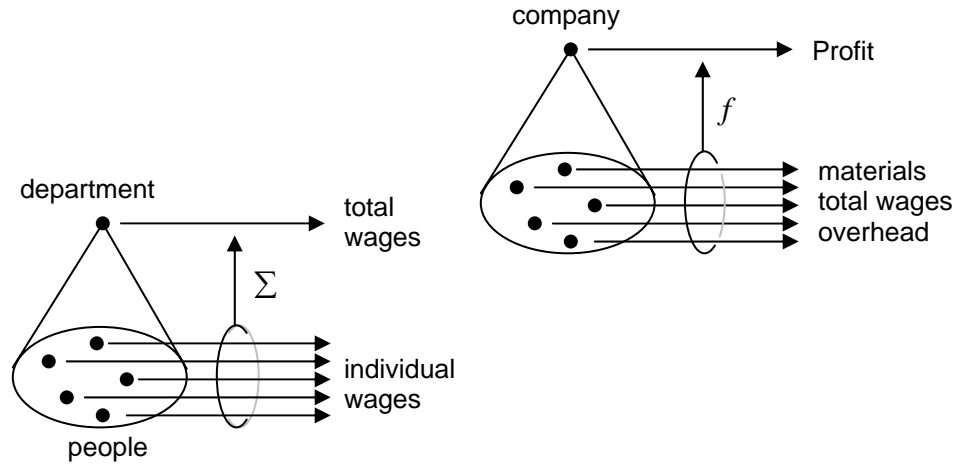 company
Profit
f
materials
total wages
overhead
department
total
wages
Σ
individual
wages
people